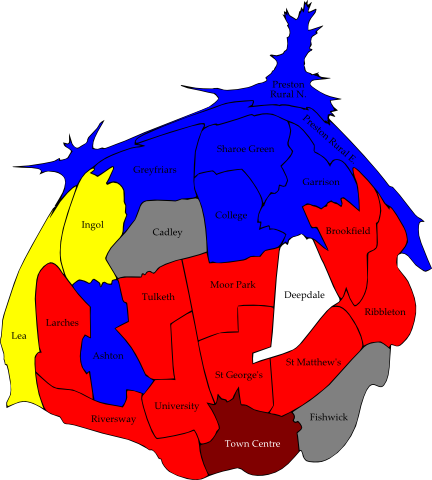 Preston
Rural N.
Preston Rural E.
Sharoe Green
Greyfriars
Garrison
College
Ingol
Cadley
Brookfield
Moor Park
Tulketh
Deepdale
Ribbleton
Larches
Lea
Ashton
St Matthew's
St George's
University
Fishwick
Riversway
Town Centre